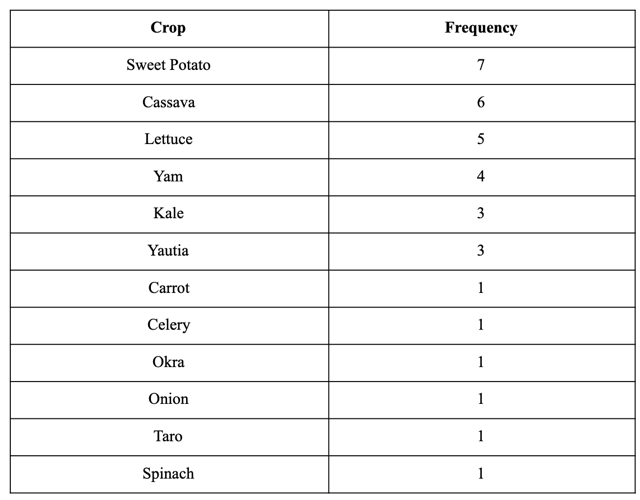 Crop Frequency
Sweet Potato 7
Cassava 6
Lettuce 5
Yam 4
Kale 3
Yautia 3
Carrot 1
Celery 1
Okra 1
Onion 1
Taro 1
Spinach 1